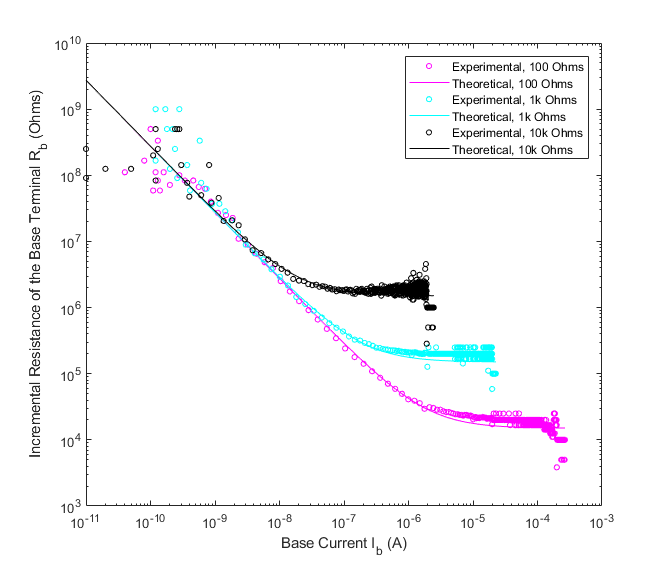 10^10
10^9
10^8
10^7
10^6
10^5
10^4
10^3
Incremental Resistance of the Base Terminal R_b (Ohms)
Experimental, 100 Ohms
Theoretical, 100 Ohms
Experimental, 1k Ohms
Theoretical, 1k Ohms
Experimental, 10k Ohms
Theoretical, 10k Ohms
10^-11 10^-10 10^-9 10^-8 10^-7 10^-6 10^-5 10^-4 10^-3
Base Current I_b (A)